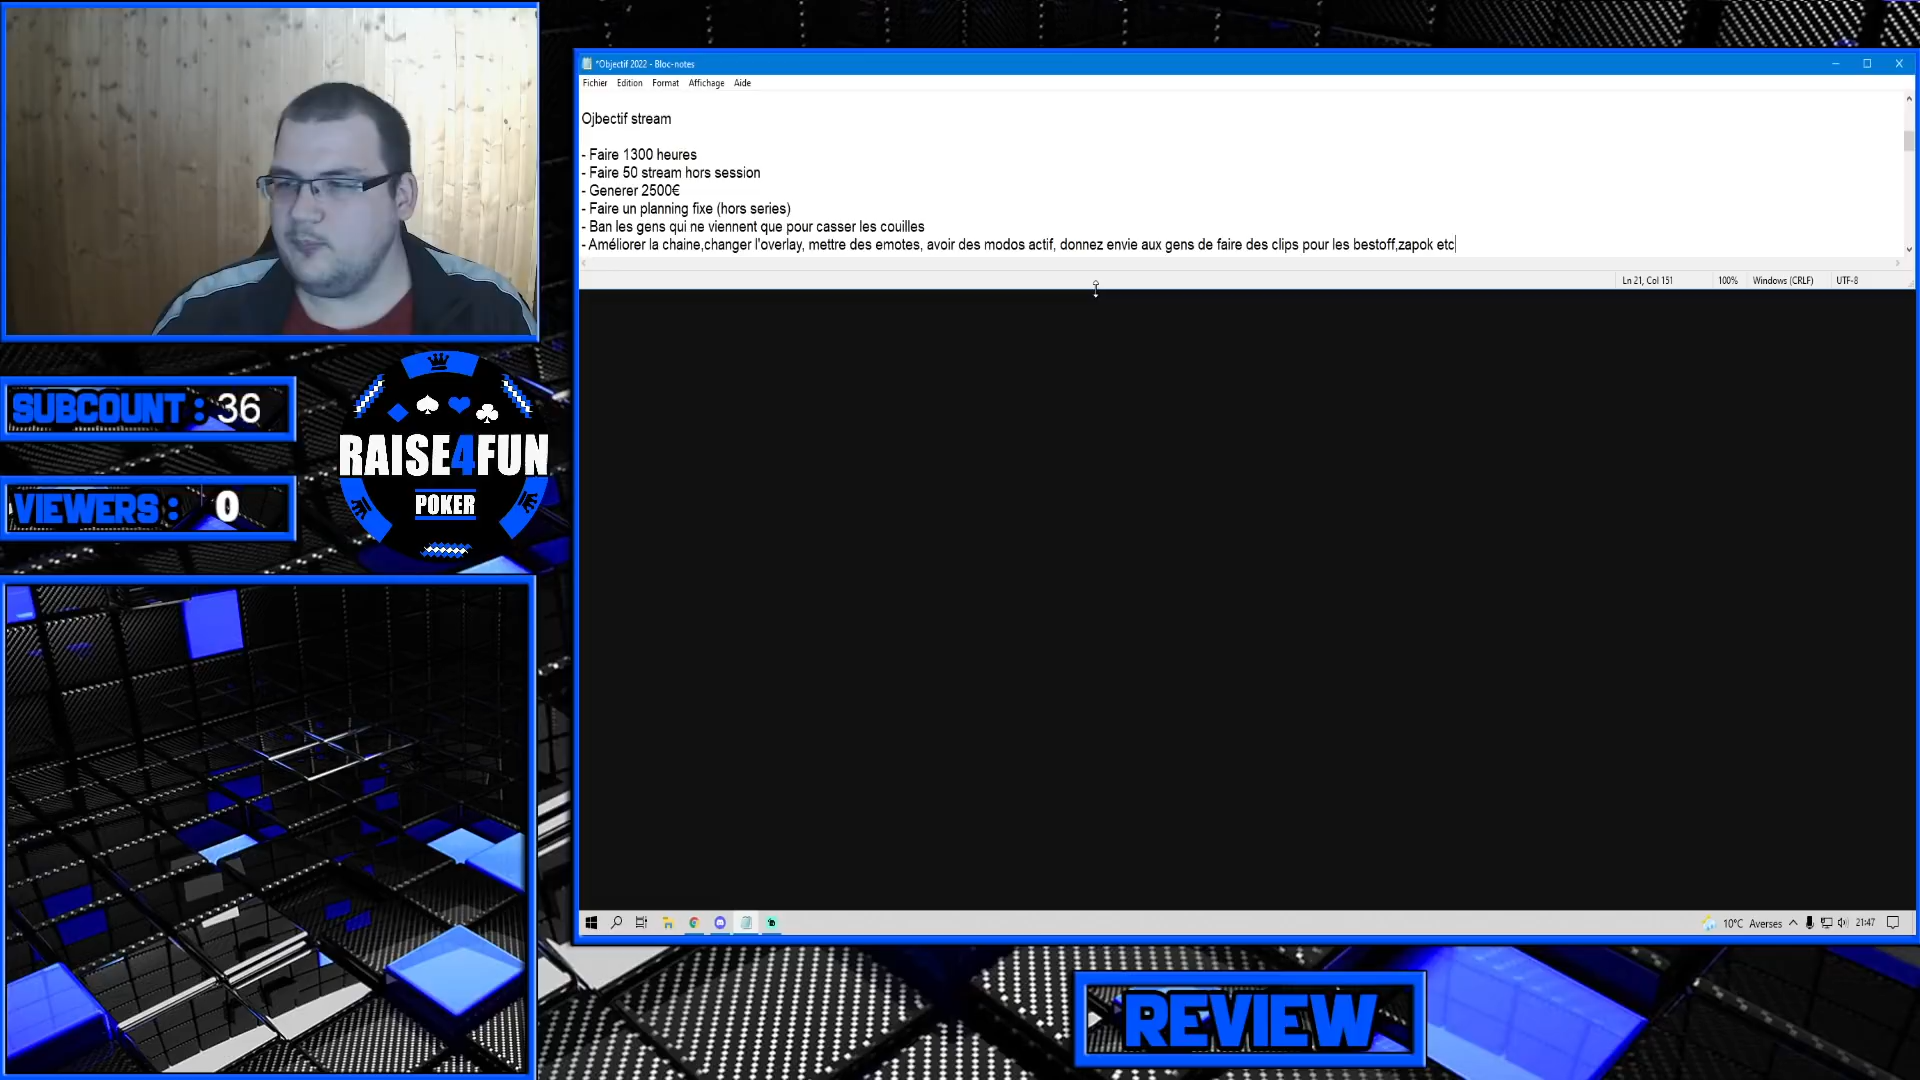 *Objectif 2022 - Bloc-notes
Fichier Edition Format Affichage Aide
Ojbectif stream
- Faire 1300 heures
- Faire 50 stream hors session
- Generer 2500€
- Faire un planning fixe (hors series)
- Ban les gens qui ne viennent que pour casser les couilles
- Améliorer la chaine,changer l'overlay, mettre des emotes, avoir des modos actif, donnez envie aux gens de faire des clips pour les bestoff,zapok etc
Ln 21, Col 151 100% Windows (CRLF) UTF-8
SUBCOUNT : 36
VIEWERS : 0
RAISE4FUN
POKER
10°C Averses 21:47
REVIEW